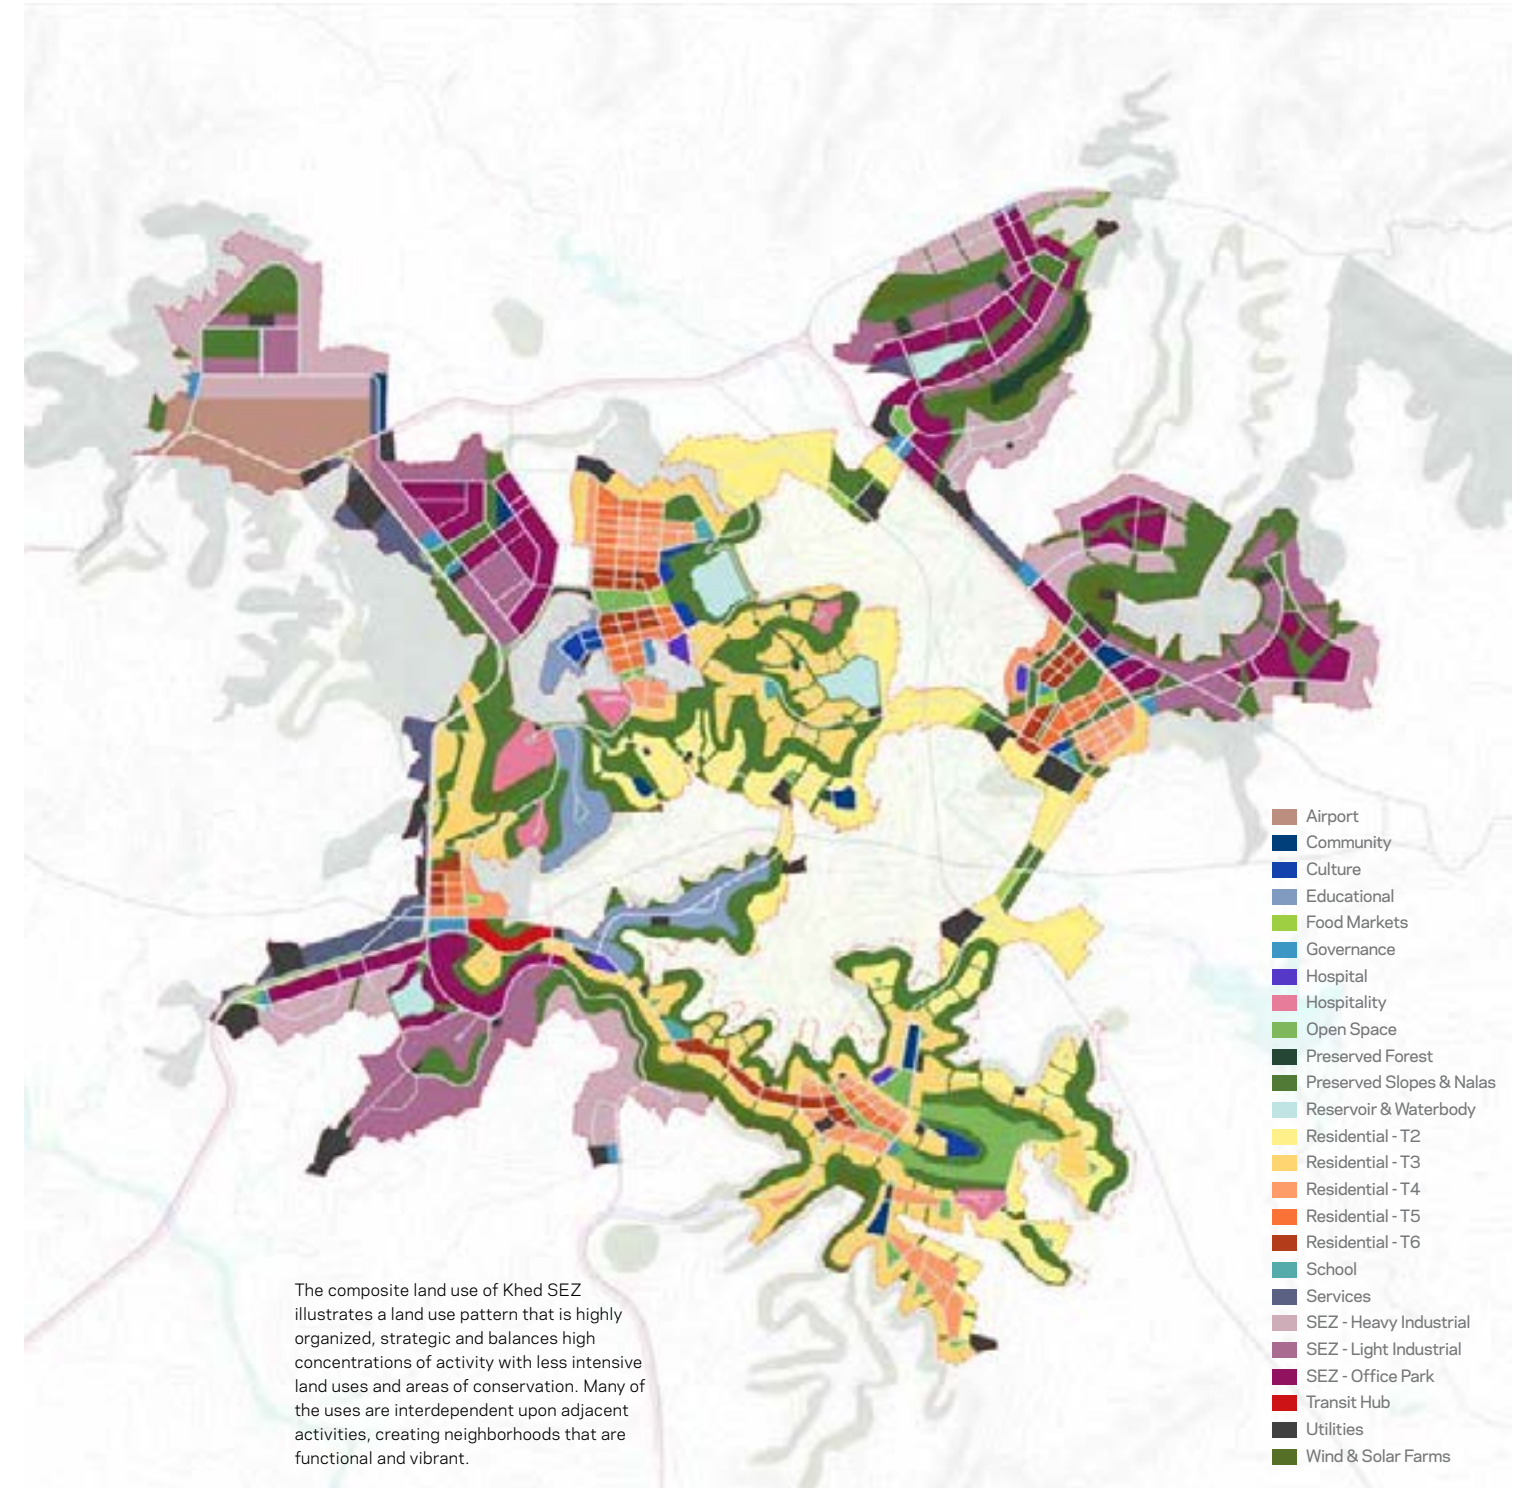 Airport
Community
Culture
Educational
Food Markets
Governance
Hospital
Hospitality
Open Space
Preserved Forest
Preserved Slopes & Nalas
Reservoir & Waterbody
Residential - T2
Residential - T3
Residential - T4
Residential - T5
Residential - T6
School
Services
SEZ - Heavy Industrial
SEZ - Light Industrial
SEZ - Office Park
Transit Hub
Utilities
Wind & Solar Farms
The composite land use of Khed SEZ
illustrates a land use pattern that is highly
organized, strategic and balances high
concentrations of activity with less intensive
land uses and areas of conservation. Many of
the uses are interdependent upon adjacent
activities, creating neighborhoods that are
functional and vibrant.